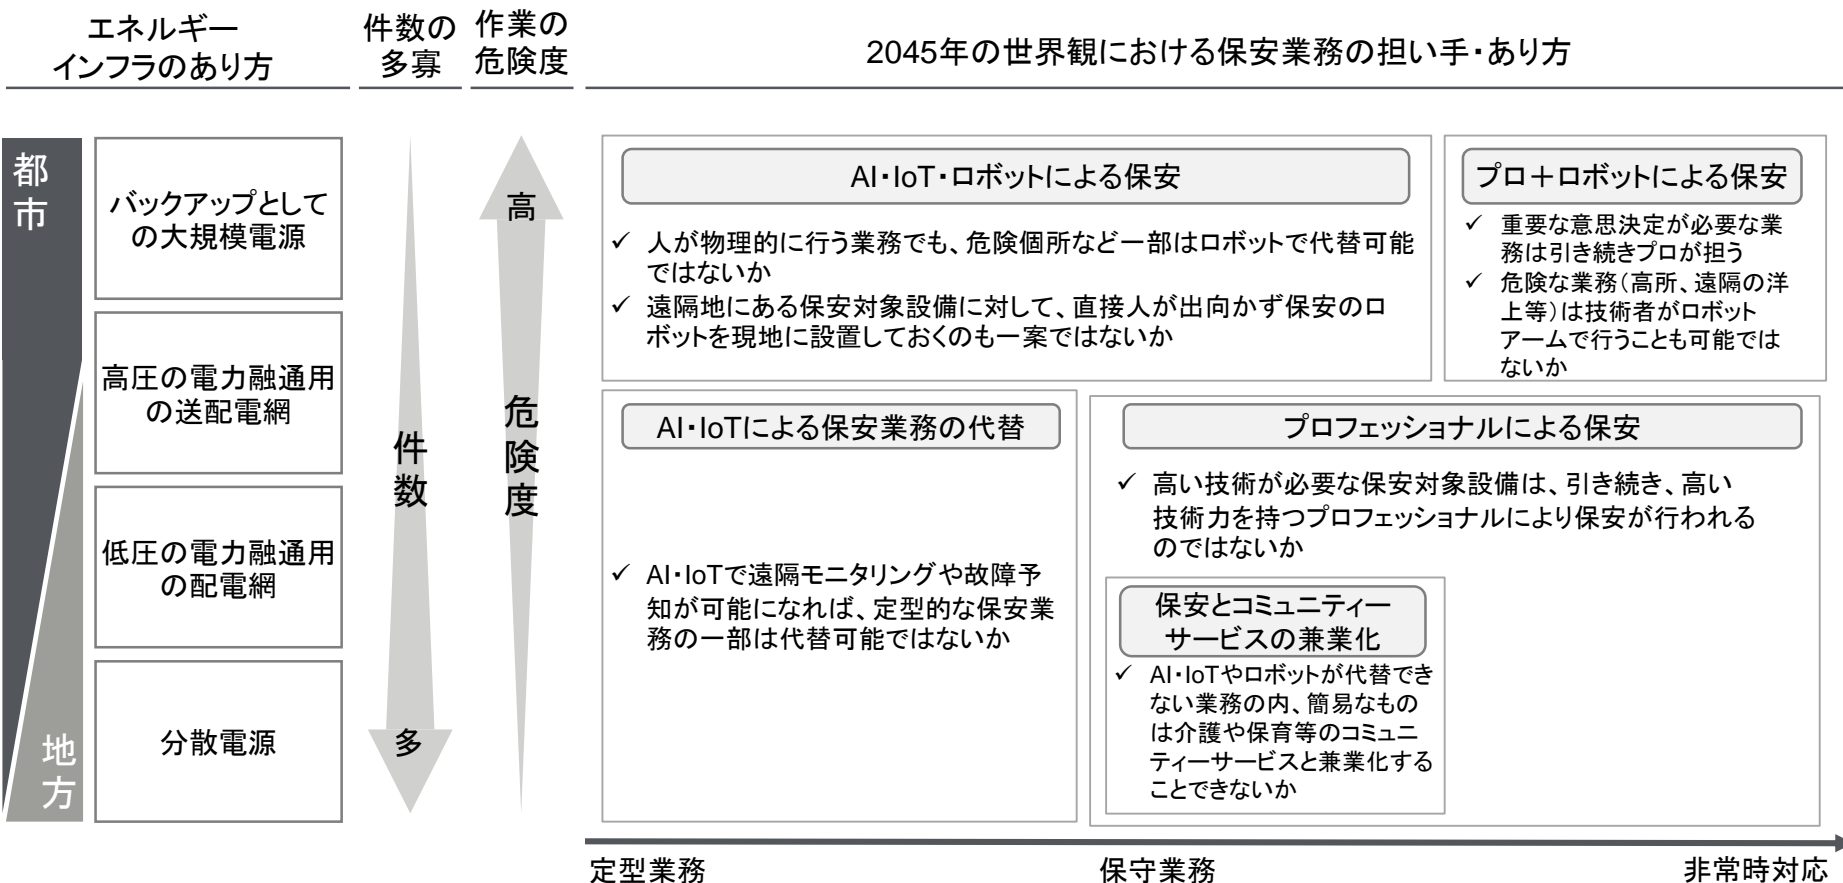 エネルギー
インフラのあり方
件数の
多寡
作業の
危険度
2045年の世界観における保安業務の担い手・あり方
都市
地方
バックアップとして
の大規模電源
高圧の電力融通用
の送配電網
低圧の電力融通用
の配電網
分散電源
件数
多
高
危険度
AI・IoT・ロボットによる保安
✓ 人が物理的に行う業務でも、危険個所など一部はロボットで代替可能
ではないか
✓ 遠隔地にある保安対象設備に対して、直接人が出向かず保安のロ
ボットを現地に設置しておくのも一案ではないか
プロ＋ロボットによる保安
✓ 重要な意思決定が必要な業
務は引き続きプロが担う
✓ 危険な業務（高所、遠隔の洋
上等）は技術者がロボット
アームで行うことも可能では
ないか
AI・IoTによる保安業務の代替
✓ AI・IoTで遠隔モニタリングや故障予
知が可能になれば、定型的な保安業
務の一部は代替可能ではないか
プロフェッショナルによる保安
✓ 高い技術が必要な保安対象設備は、引き続き、高い
技術力を持つプロフェッショナルにより保安が行われる
のではないか
保安とコミュニティー
サービスの兼業化
✓ AI・IoTやロボットが代替でき
ない業務の内、簡易なもの
は介護や保育等のコミュニ
ティーサービスと兼業化する
ことできないか
定型業務
保守業務
非常時対応